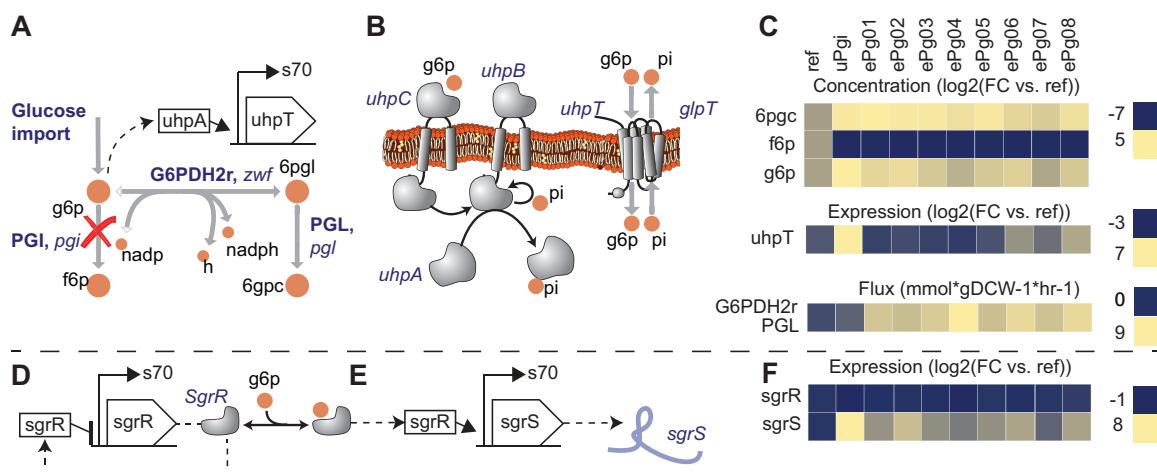 A
s70
uhpA
uhpT
Glucose
import
g6p
G6PDH2r, zwf
6pgl
PGI, pgi
nadp
h
nadph
PGL,
pgl
f6p
6gpc
B
g6p
uhpC
uhpB
uhpT
g6p
pi
glpT
pi
uhpA
pi
g6p
pi
C
ref
uPgi
ePg01
ePg02
ePg03
ePg04
ePg05
ePg06
ePg07
ePg08
Concentration (log2(FC vs. ref))
6pgc
f6p
g6p
-7
5
Expression (log2(FC vs. ref))
uhpT
-3
7
Flux (mmol*gDCW-1*hr-1)
G6PDH2r
PGL
0
9
D
s70
sgrR
sgrR
SgrR
g6p
E
s70
sgrR
sgrS
sgrS
F
Expression (log2(FC vs. ref))
sgrR
sgrS
-1
8